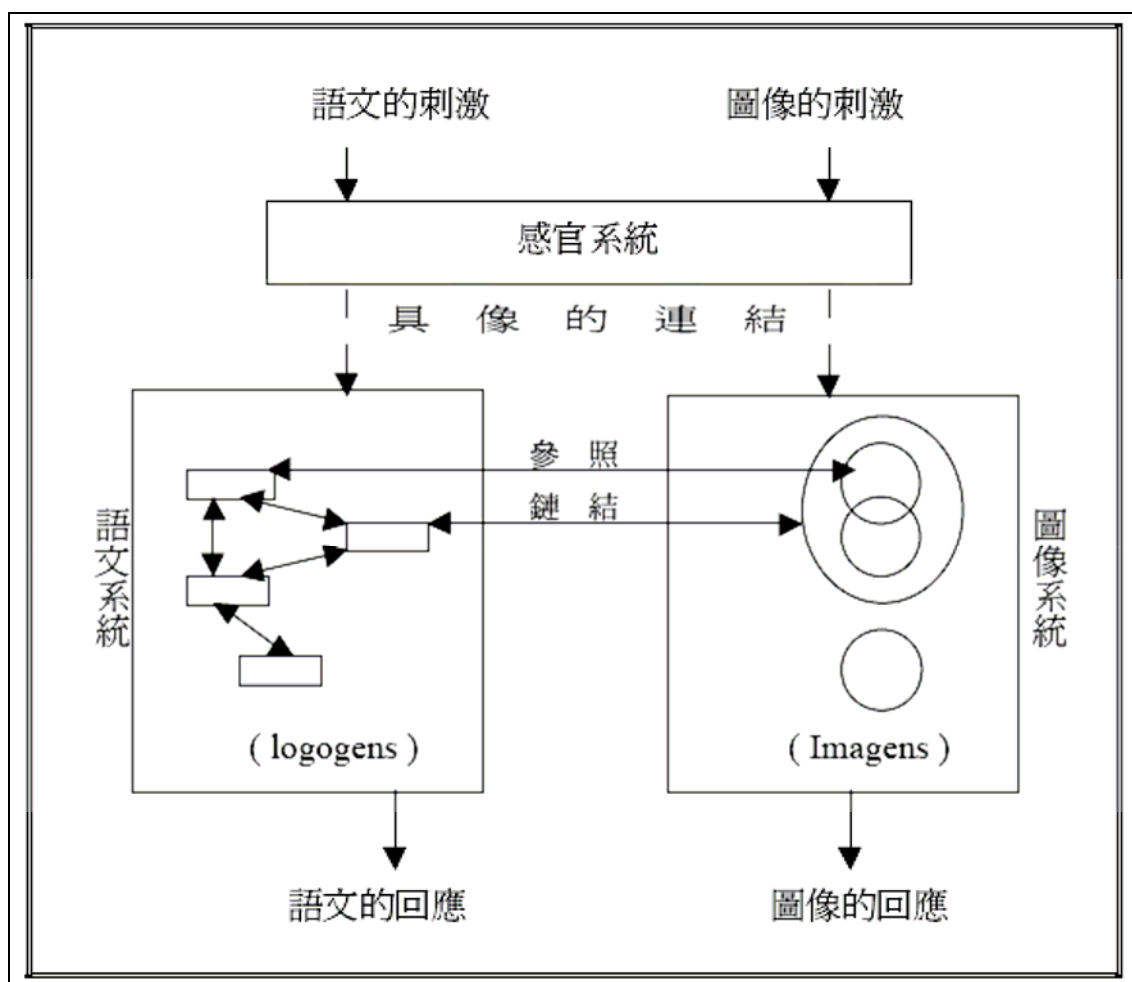 語文的刺激
圖像的刺激
感官系統
具像的連結
參照
鏈結
語文系統
圖像系統
( logogens )
( Imagens )
語文的回應
圖像的回應